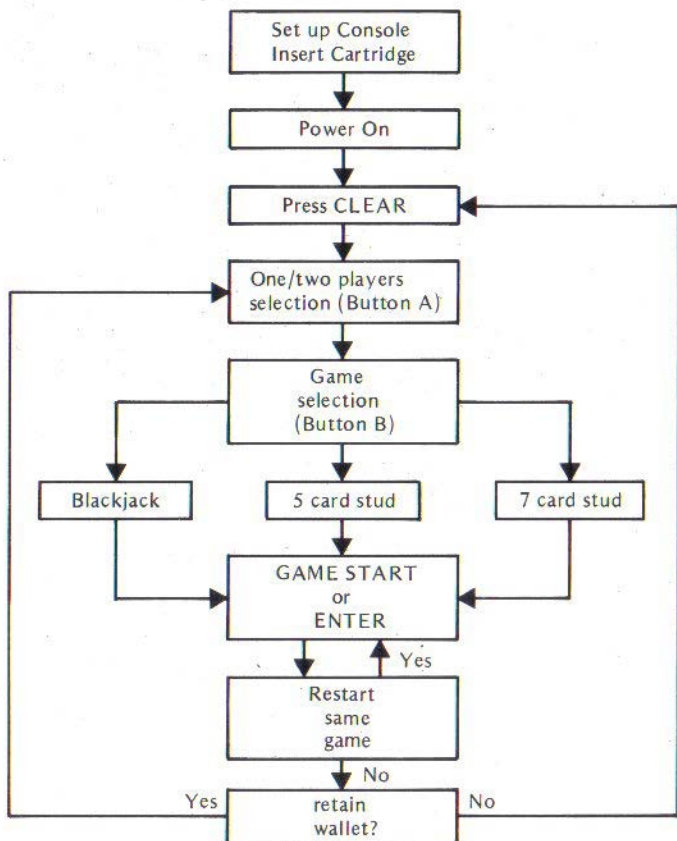 Set up Console
Insert Cartridge
Power On
Press CLEAR
One/two players
selection (Button A)
Game
selection
(Button B)
Blackjack
5 card stud
7 card stud
GAME START
or
ENTER
Yes
Restart
same
game
No
Yes
retain
wallet?
No